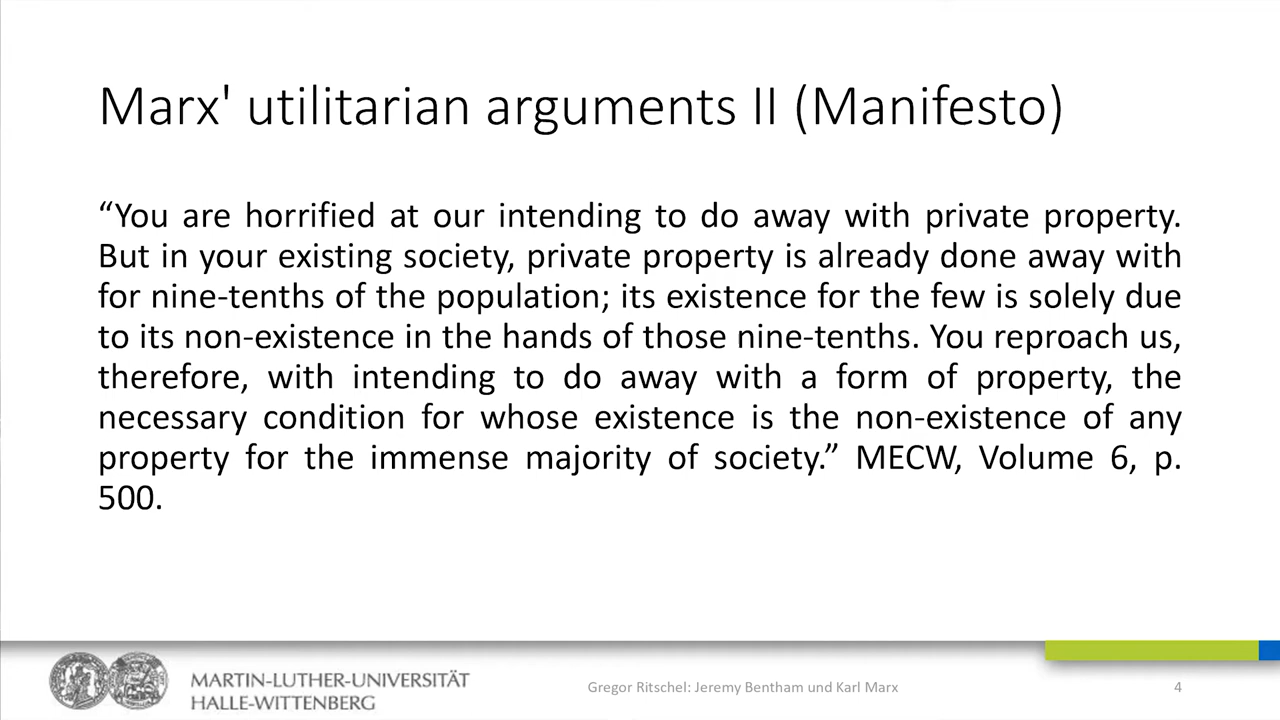 Marx' utilitarian arguments II (Manifesto)
“You are horrified at our intending to do away with private property.
But in your existing society, private property is already done away with
for nine-tenths of the population; its existence for the few is solely due
to its non-existence in the hands of those nine-tenths. You reproach us,
therefore, with intending to do away with a form of property, the
necessary condition for whose existence is the non-existence of any
property for the immense majority of society.” MECW, Volume 6, p.
500.
MARTIN-LUTHER-UNIVERSITÄT
HALLE-WITTENBERG
Gregor Ritschel: Jeremy Bentham und Karl Marx
4